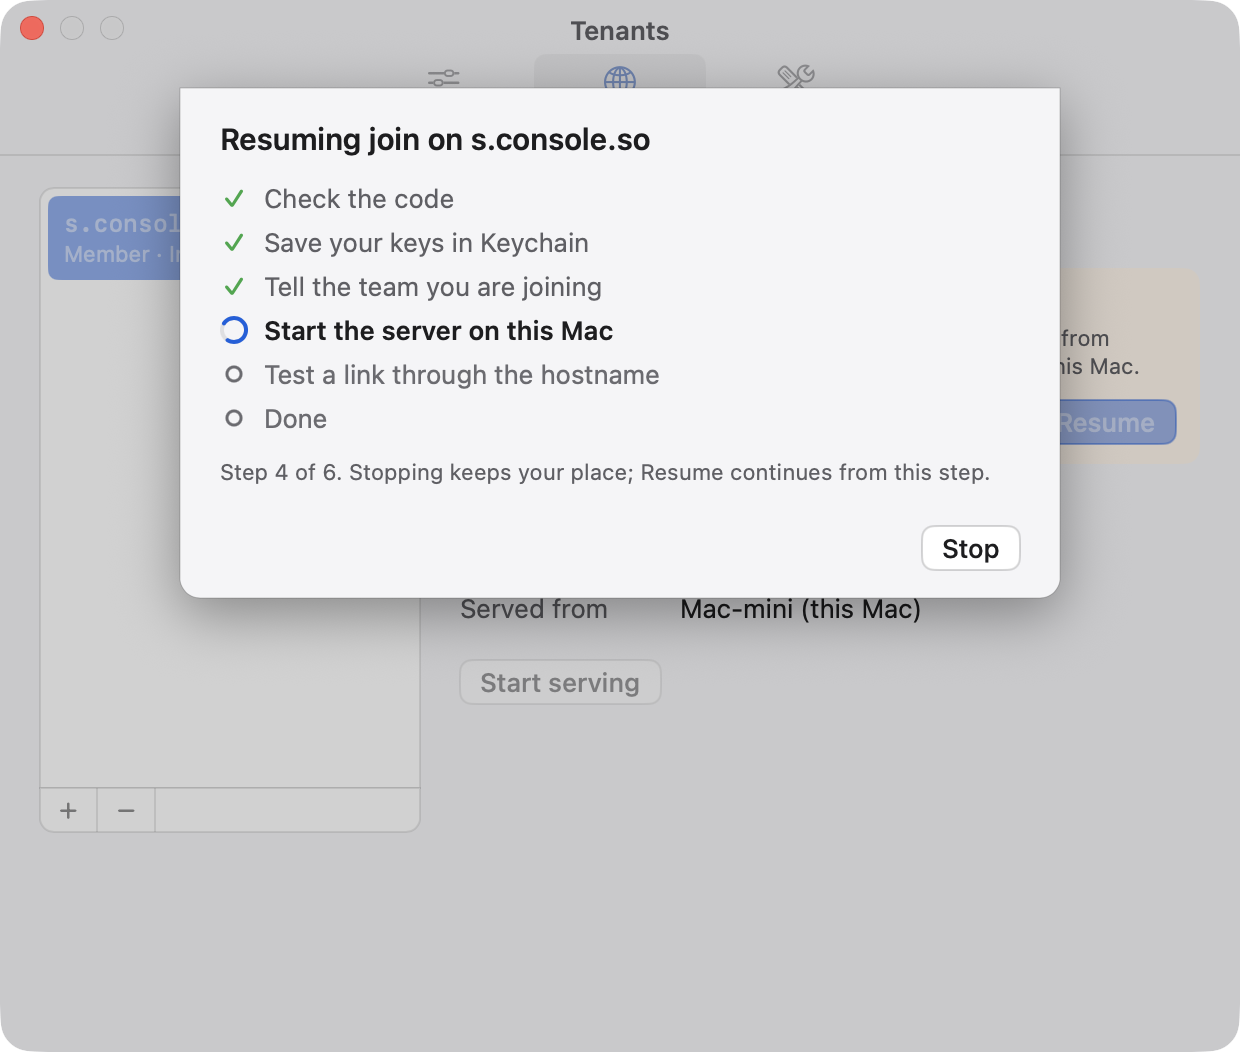 Tenants
Resuming join on s.console.so
Check the code
Save your keys in Keychain
Tell the team you are joining
Start the server on this Mac
Test a link through the hostname
Done
Step 4 of 6. Stopping keeps your place; Resume continues from this step.
Stop
s.consol
Member ·
from
Mac.
Resume
Served from Mac-mini (this Mac)
Start serving